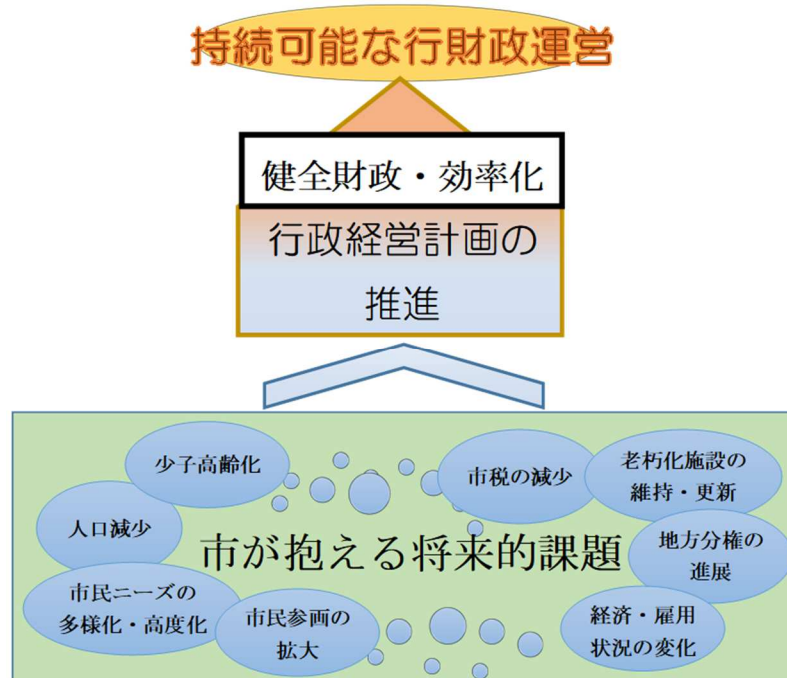 持続可能な行財政運営
健全財政・効率化
行政経営計画の
推進
少子高齢化
市税の減少
老朽化施設の
維持・更新
人口減少
市が抱える将来的課題
地方分権の
進展
市民ニーズの
多様化・高度化
市民参画の
拡大
経済・雇用
状況の変化